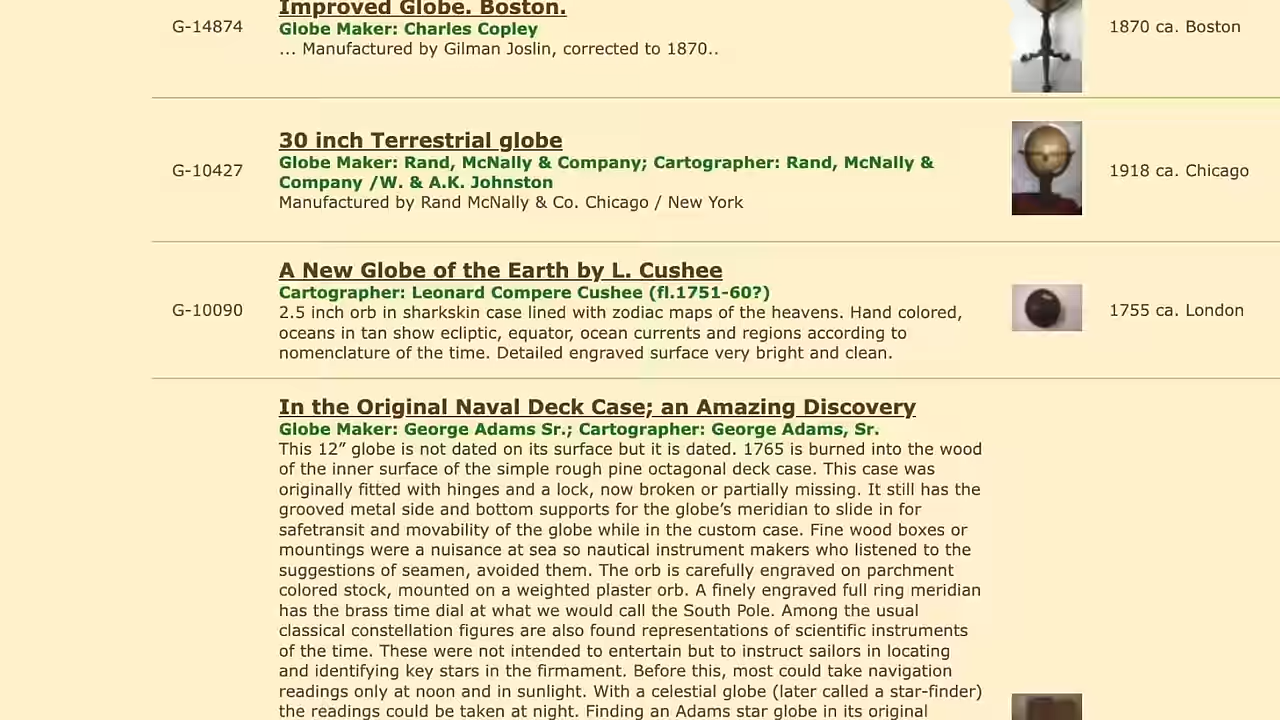 Improved Globe. Boston.
G-14874
Globe Maker: Charles Copley
1870 ca. Boston
... Manufactured by Gilman Joslin, corrected to 1870..
30 inch Terrestrial globe
Globe Maker: Rand, McNally & Company; Cartographer: Rand, McNally &
G-10427
1918 ca. Chicago
Company /W. & A.K. Johnston
Manufactured by Rand McNally & Co. Chicago / New York
A New Globe of the Earth by L. Cushee
Cartographer: Leonard Compere Cushee (fl.1751-60?)
G-10090
2.5 inch orb in sharkskin case lined with zodiac maps of the heavens. Hand colored,
1755 ca. London
oceans in tan show ecliptic, equator, ocean currents and regions according to
nomenclature of the time. Detailed engraved surface very bright and clean.
In the Original Naval Deck Case; an Amazing Discovery
Globe Maker: George Adams Sr.; Cartographer: George Adams, Sr.
This 12” globe is not dated on its surface but it is dated. 1765 is burned into the wood
of the inner surface of the simple rough pine octagonal deck case. This case was
originally fitted with hinges and a lock, now broken or partially missing. It still has the
grooved metal side and bottom supports for the globe’s meridian to slide in for
safetransit and movability of the globe while in the custom case. Fine wood boxes or
mountings were a nuisance at sea so nautical instrument makers who listened to the
suggestions of seamen, avoided them. The orb is carefully engraved on parchment
colored stock, mounted on a weighted plaster orb. A finely engraved full ring meridian
has the brass time dial at what we would call the South Pole. Among the usual
classical constellation figures are also found representations of scientific instruments
of the time. These were not intended to entertain but to instruct sailors in locating
and identifying key stars in the firmament. Before this, most could take navigation
readings only at noon and in sunlight. With a celestial globe (later called a star-finder)
the readings could be taken at night. Finding an Adams star globe in its original